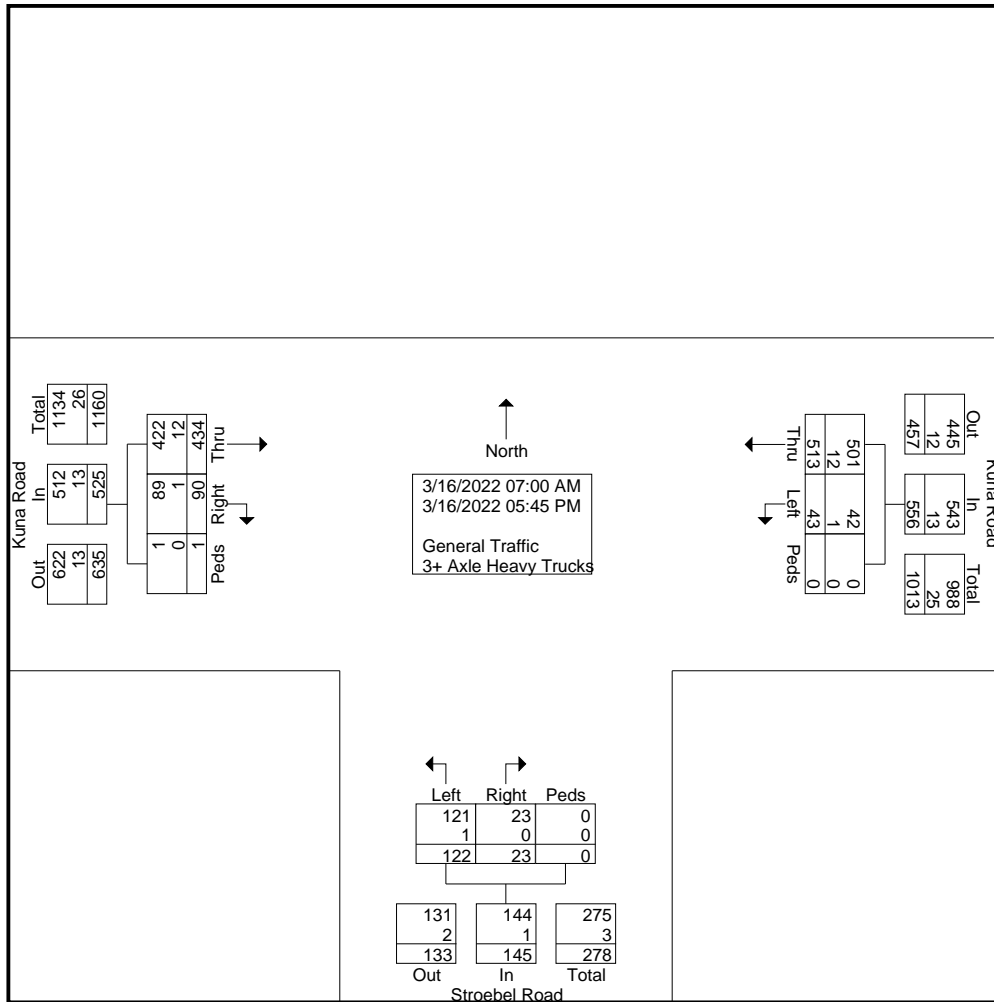 Kuna Road
Out In Total
622 512 1134
13 13 26
635 525 1160
422 89 1
12 1 0
434 90 1
Thru Right Peds
North
3/16/2022 07:00 AM
3/16/2022 05:45 PM
General Traffic
3+ Axle Heavy Trucks
Kuna Road
Out In Total
445 543 988
12 13 25
457 556 1013
501 42 0
12 1 0
513 43 0
Thru Left Peds
Left Right Peds
121 23 0
1 0 0
122 23 0
131 144 275
2 1 3
133 145 278
Out In Total
Stroebel Road